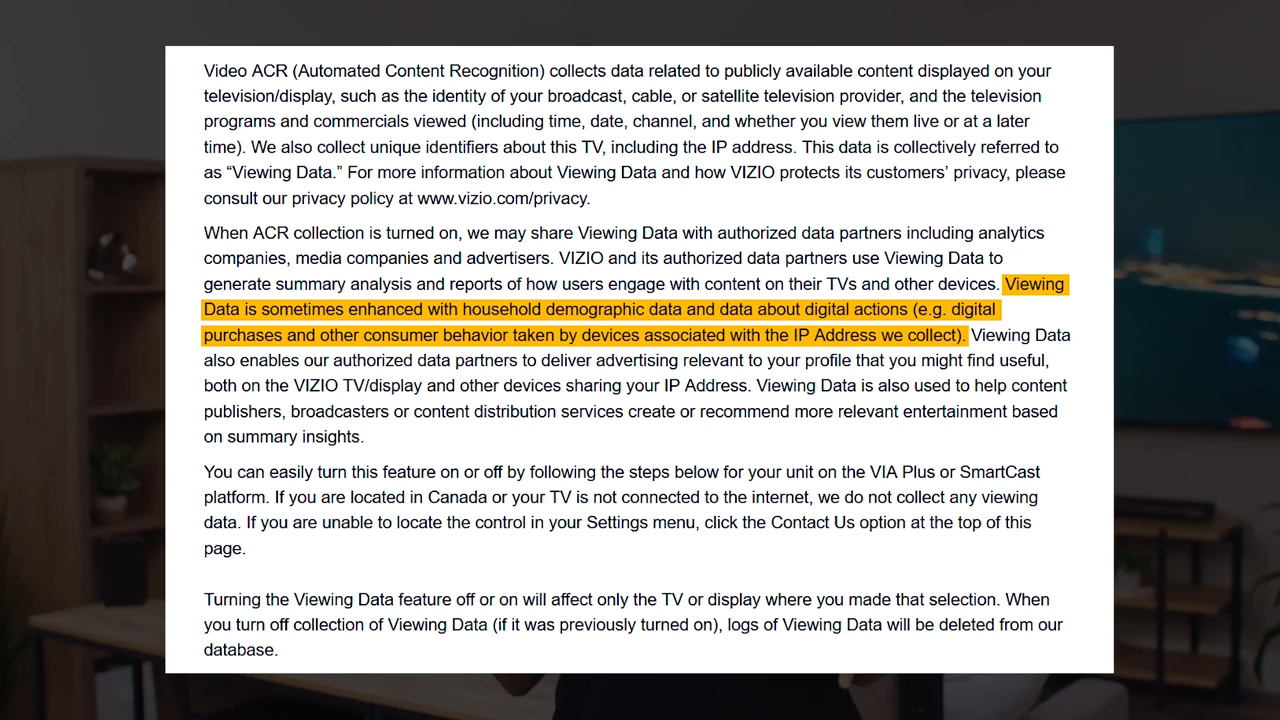 Video ACR (Automated Content Recognition) collects data related to publicly available content displayed on your
television/display, such as the identity of your broadcast, cable, or satellite television provider, and the television
programs and commercials viewed (including time, date, channel, and whether you view them live or at a later
time). We also collect unique identifiers about this TV, including the IP address. This data is collectively referred to
as “Viewing Data.” For more information about Viewing Data and how VIZIO protects its customers’ privacy, please
consult our privacy policy at www.vizio.com/privacy.
When ACR collection is turned on, we may share Viewing Data with authorized data partners including analytics
companies, media companies and advertisers. VIZIO and its authorized data partners use Viewing Data to
generate summary analysis and reports of how users engage with content on their TVs and other devices. Viewing
Data is sometimes enhanced with household demographic data and data about digital actions (e.g. digital
purchases and other consumer behavior taken by devices associated with the IP Address we collect). Viewing Data
also enables our authorized data partners to deliver advertising relevant to your profile that you might find useful,
both on the VIZIO TV/display and other devices sharing your IP Address. Viewing Data is also used to help content
publishers, broadcasters or content distribution services create or recommend more relevant entertainment based
on summary insights.
You can easily turn this feature on or off by following the steps below for your unit on the VIA Plus or SmartCast
platform. If you are located in Canada or your TV is not connected to the internet, we do not collect any viewing
data. If you are unable to locate the control in your Settings menu, click the Contact Us option at the top of this
page.
Turning the Viewing Data feature off or on will affect only the TV or display where you made that selection. When
you turn off collection of Viewing Data (if it was previously turned on), logs of Viewing Data will be deleted from our
database.